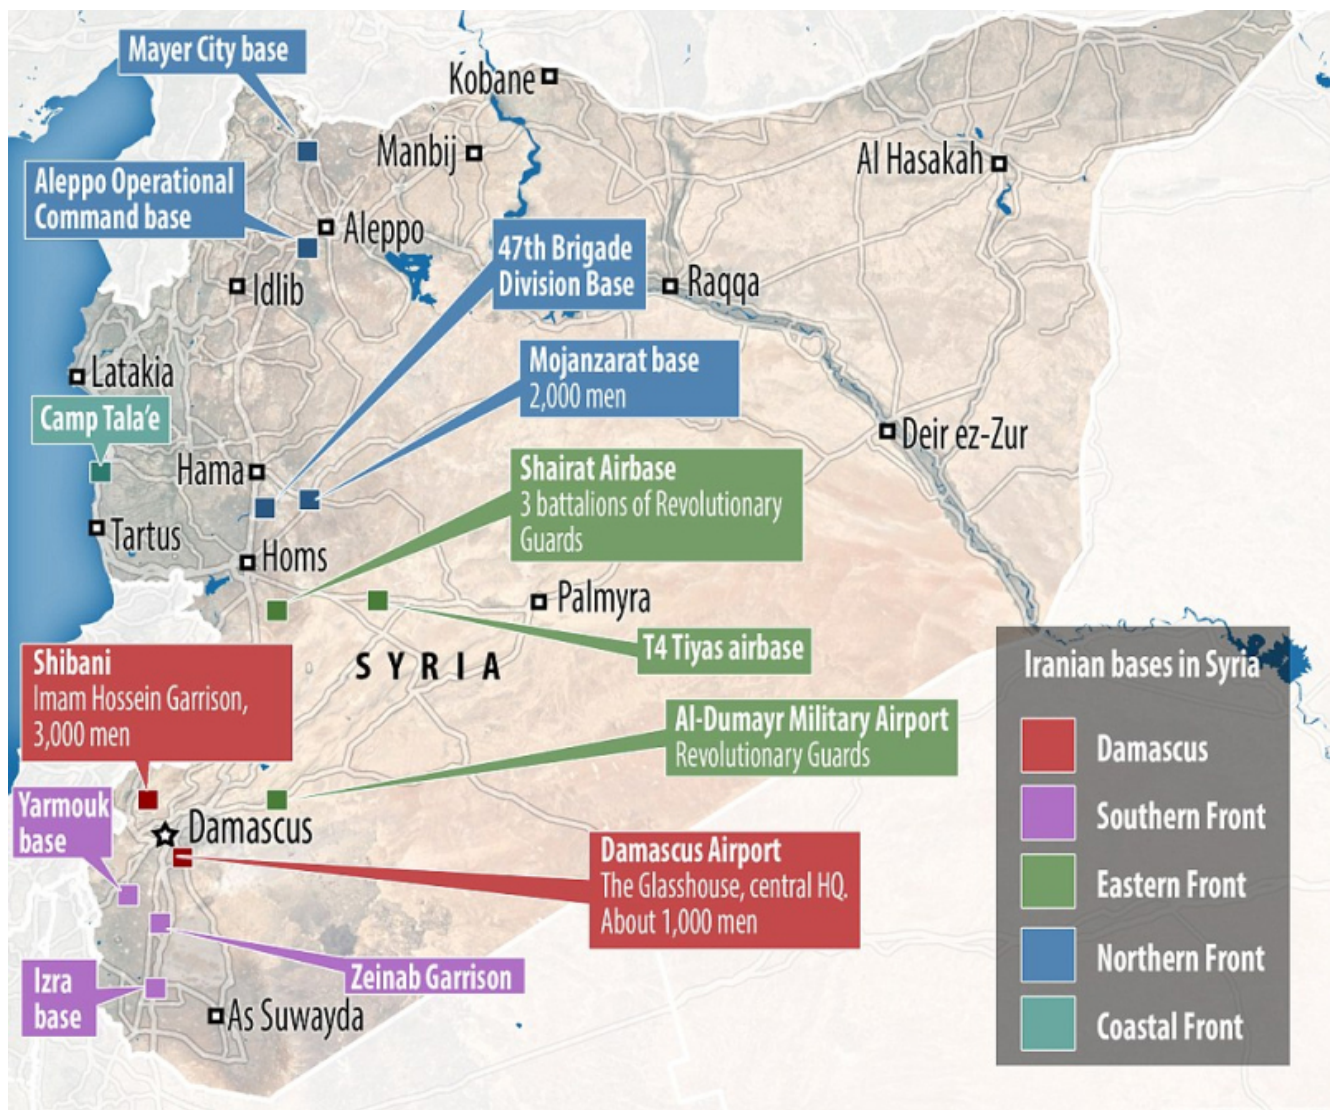 Mayer City base
Kobane
Manbij
Al Hasakah
Aleppo Operational
Command base
Aleppo
47th Brigade
Division Base
Idlib
Raqqa
Mojanzarat base
2,000 men
Latakia
Camp Tala'e
Deir ez-Zur
Hama
Shairat Airbase
3 battalions of Revolutionary
Guards
Tartus
Homs
Palmyra
T4 Tiyas airbase
SYRIA
Shibani
Imam Hossein Garrison,
3,000 men
Al-Dumayr Military Airport
Revolutionary Guards
Yarmouk
base
Damascus
Damascus Airport
The Glasshouse, central HQ.
About 1,000 men
Zeinab Garrison
Izra
base
As Suwayda
Iranian bases in Syria
Damascus
Southern Front
Eastern Front
Northern Front
Coastal Front